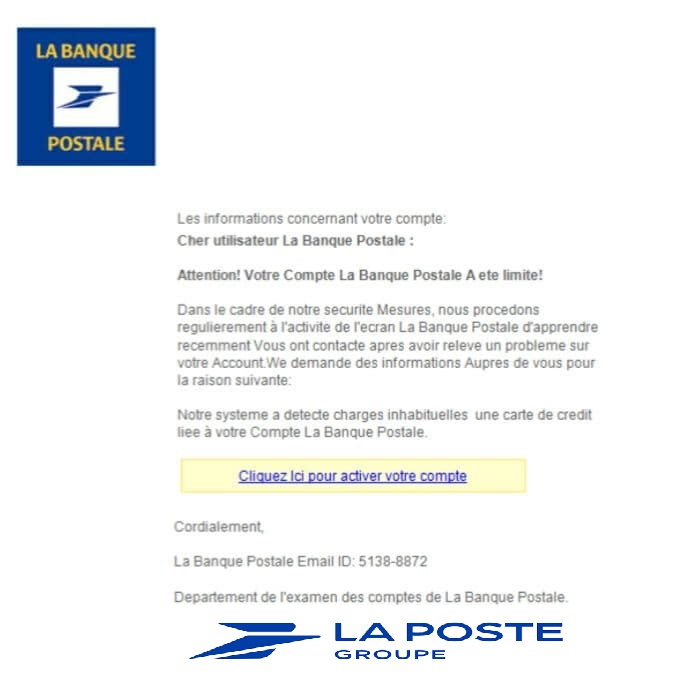 LA BANQUE
POSTALE
Les informations concernant votre compte:
Cher utilisateur La Banque Postale :
Attention! Votre Compte La Banque Postale A ete limite!
Dans le cadre de notre securite Mesures, nous procedons
regulierement à l'activite de l'ecran La Banque Postale d'apprendre
recemment Vous ont contacte apres avoir releve un probleme sur
votre Account.We demande des informations Aupres de vous pour
la raison suivante:
Notre systeme a detecte charges inhabituelles une carte de credit
liee à votre Compte La Banque Postale.
Cliquez Ici pour activer votre compte
Cordialement,
La Banque Postale Email ID: 5138-8872
Departement de l'examen des comptes de La Banque Postale.
LA POSTE
GROUPE